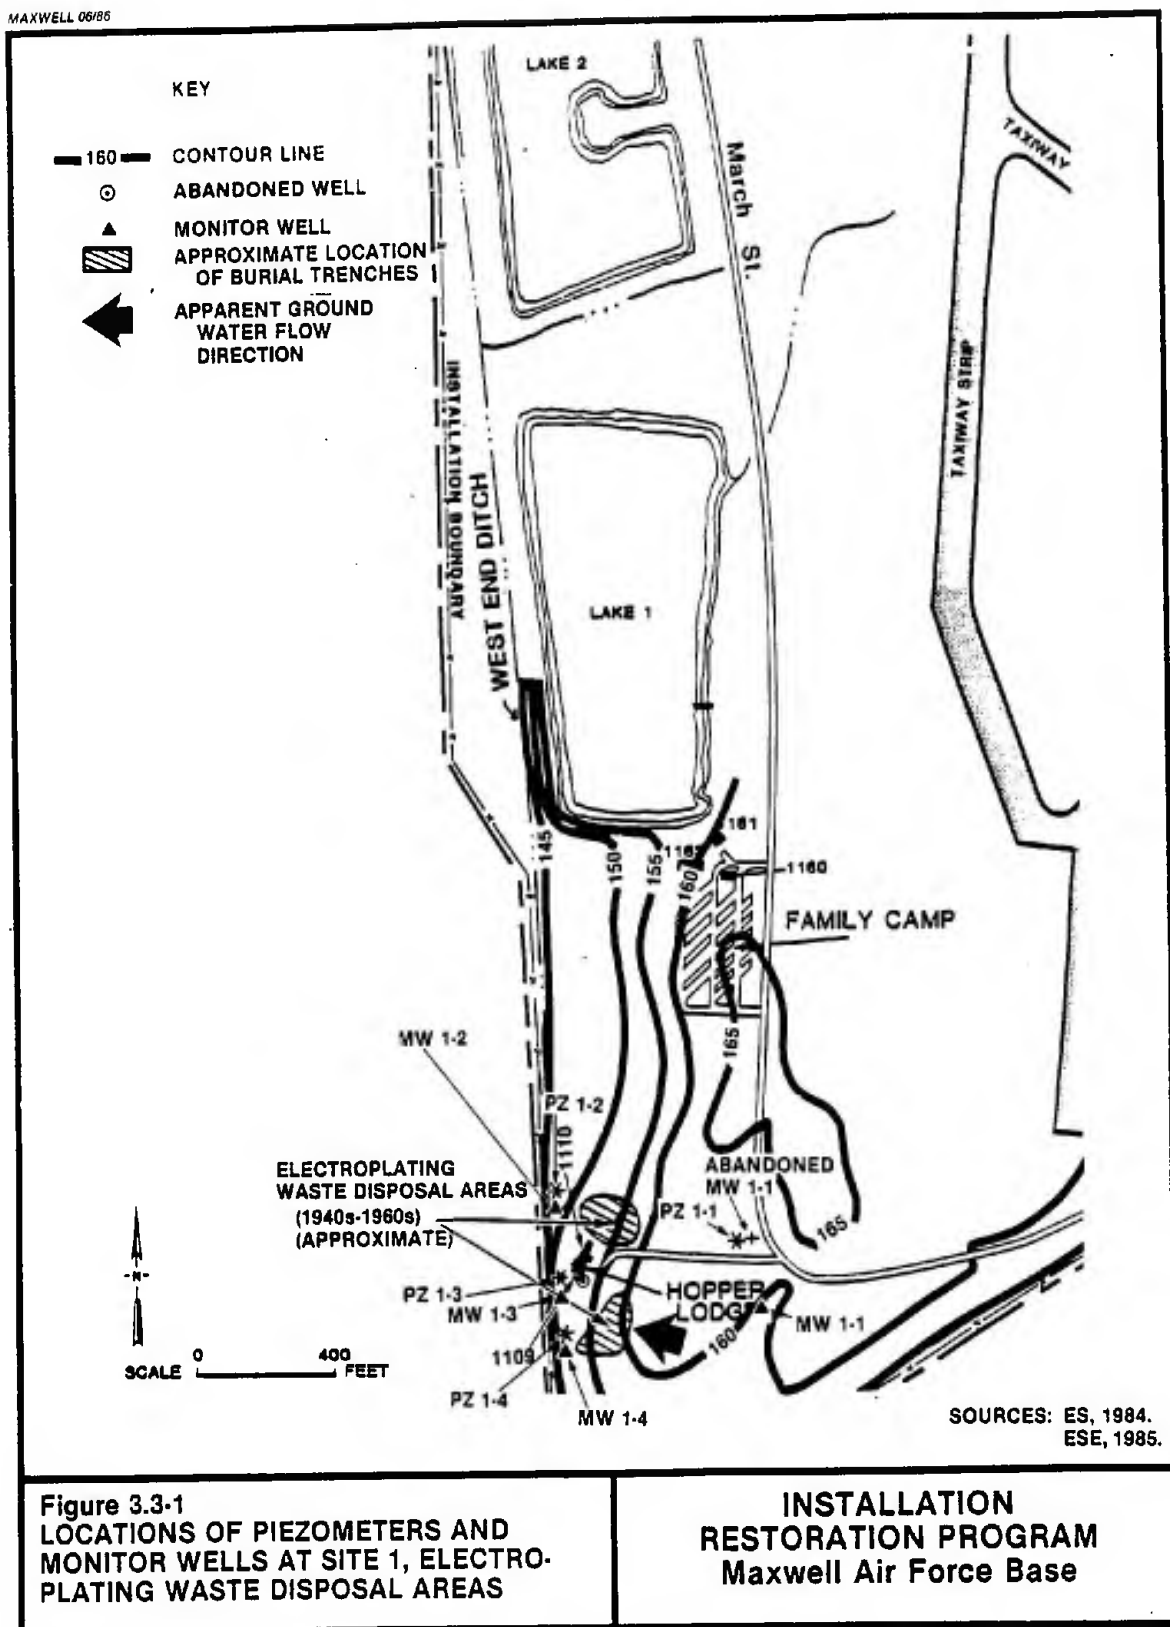 MAXWELL 06/86
KEY
160
CONTOUR LINE
ABANDONED WELL
MONITOR WELL
APPROXIMATE LOCATION
OF BURIAL TRENCHES
APPARENT GROUND
WATER FLOW
DIRECTION
LAKE 2
March St.
TAXIWAY
TAXIWAY STRIP
INSTALLATION BOUNDARY
WEST END DITCH
LAKE 1
145
150
155
116
160
161
1160
FAMILY CAMP
165
MW 1-2
PZ 1-2
1110
ELECTROPLATING
WASTE DISPOSAL AREAS
(1940s-1960s)
(APPROXIMATE)
ABANDONED
MW 1-1
PZ 1-1
165
N
PZ 1-3
MW 1-3
HOPPER
LODGE
160
MW 1-1
1109
PZ 1-4
MW 1-4
SCALE 0 400
FEET
SOURCES: ES, 1984.
ESE, 1985.
Figure 3.3-1
LOCATIONS OF PIEZOMETERS AND
MONITOR WELLS AT SITE 1, ELECTRO-
PLATING WASTE DISPOSAL AREAS
INSTALLATION
RESTORATION PROGRAM
Maxwell Air Force Base